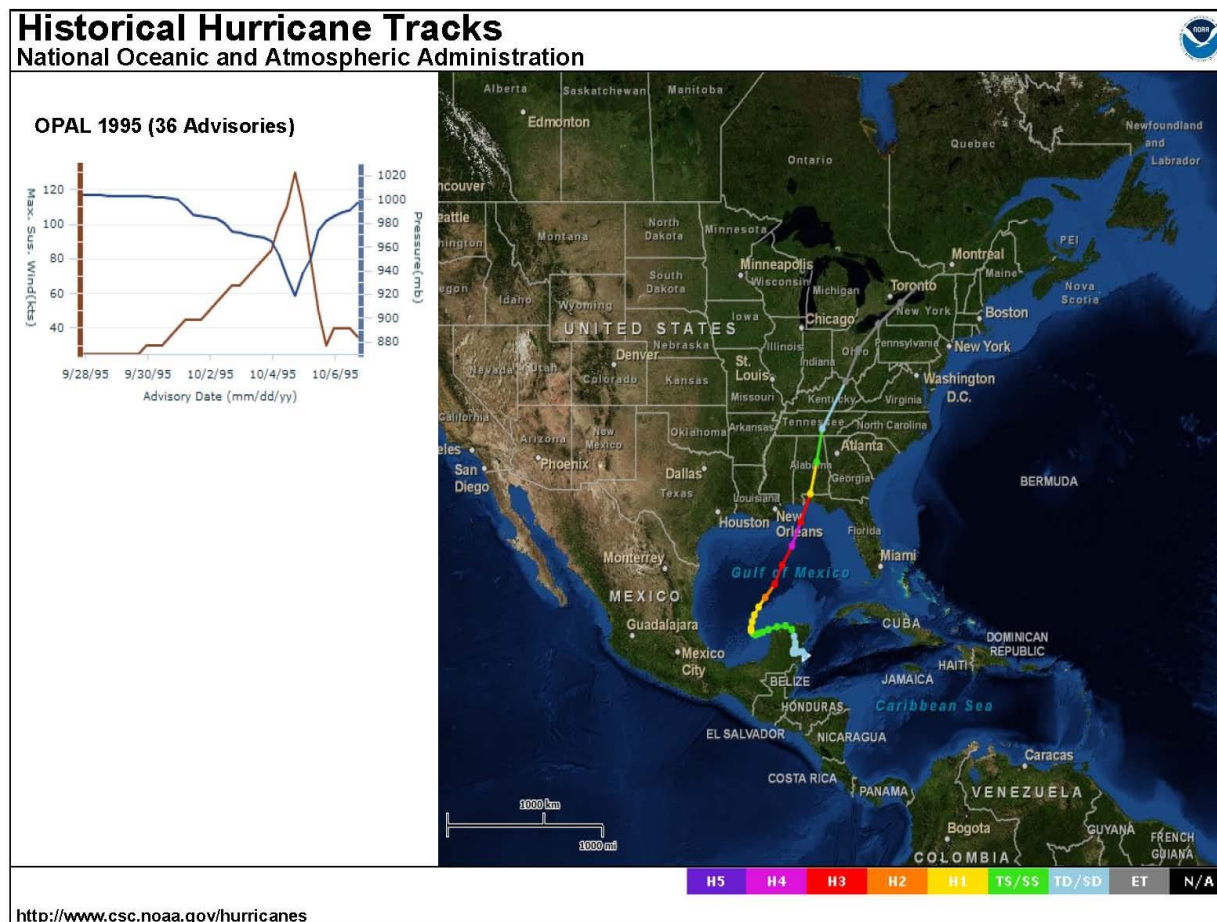 Historical Hurricane Tracks
National Oceanic and Atmospheric Administration
NOAA
OPAL 1995 (36 Advisories)
Max. Sus. Wind(kts)
120
100
80
60
40
Pressure(mb)
1020
1000
980
960
940
920
900
880
9/28/95 9/30/95 10/2/95 10/4/95 10/6/95
Advisory Date (mm/dd/yy)
Alberta
Saskatchewan
Manitoba
Edmonton
Ontario
Quebec
Newfoundland
and
Labrador
ncouver
eattle
hington
Montana
North
Dakota
Minnesota
Montreal
PEI
Maine
Nova
Scotia
egon
Idaho
Wyoming
South
Dakota
Minneapolis
Wisconsin
Michigan
Toronto
New York
Boston
Iowa
Chicago
UNITED STATES
Nebraska
Illinois
Indiana
Ohio
Pennsylvania
New York
Nevada
Utah
Denver
Colorado
Kansas
St.
Louis
Missouri
Kentucky
Virginia
Washington
D.C.
California
Arizona
New
Mexico
Oklahoma
Arkansas
Tennessee
North Carolina
eles
San
Diego
Phoenix
Dallas
Texas
Alabama
Atlanta
Georgia
Louisiana
BERMUDA
Houston
New
Orleans
Florida
Miami
Monterrey
Gulf of Mexico
MEXICO
Guadalajara
Mexico
City
CUBA
DOMINICAN
REPUBLIC
HAITI
JAMAICA
BELIZE
HONDURAS
Caribbean Sea
EL SALVADOR
NICARAGUA
COSTA RICA
PANAMA
Caracas
VENEZUELA
Bogota
COLOMBIA
GUYANA
FRENCH
GUIANA
1000 km
1000 mi
H5 H4 H3 H2 H1 TS/SS TD/SD ET N/A
http://www.csc.noaa.gov/hurricanes